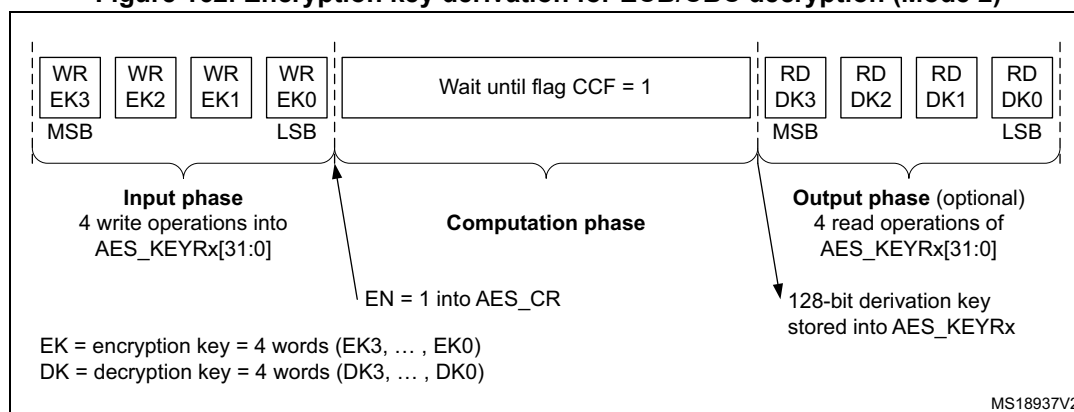 Figure 162. Encryption key derivation for ECB/CBC decryption (Mode 2)
WR EK3
WR EK2
WR EK1
WR EK0
Wait until flag CCF = 1
RD DK3
RD DK2
RD DK1
RD DK0
MSB
LSB
MSB
LSB
Input phase
4 write operations into
AES_KEYRx[31:0]
Computation phase
Output phase (optional)
4 read operations of
AES_KEYRx[31:0]
EN = 1 into AES_CR
128-bit derivation key
stored into AES_KEYRx
EK = encryption key = 4 words (EK3, … , EK0)
DK = decryption key = 4 words (DK3, … , DK0)
MS18937V2